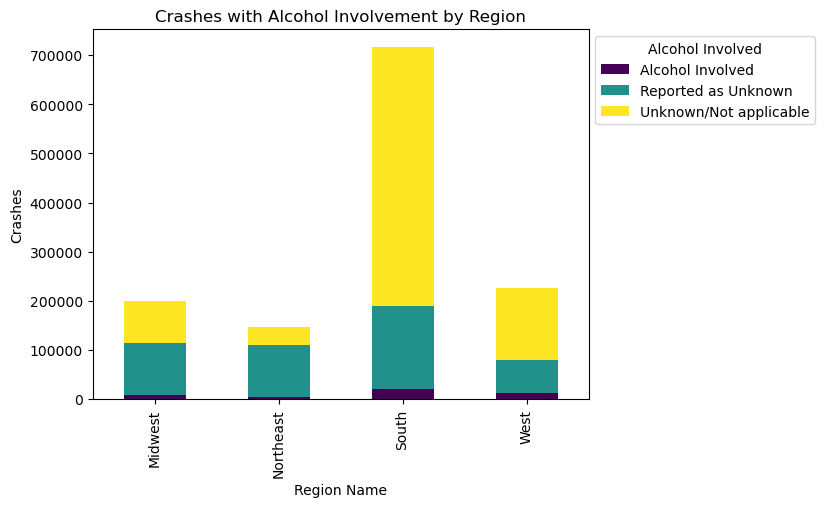 Crashes with Alcohol Involvement by Region
Alcohol Involved
Alcohol Involved
Reported as Unknown
Unknown/Not applicable
Crashes
700000
600000
500000
400000
300000
200000
100000
0
Midwest
Northeast
South
West
Region Name